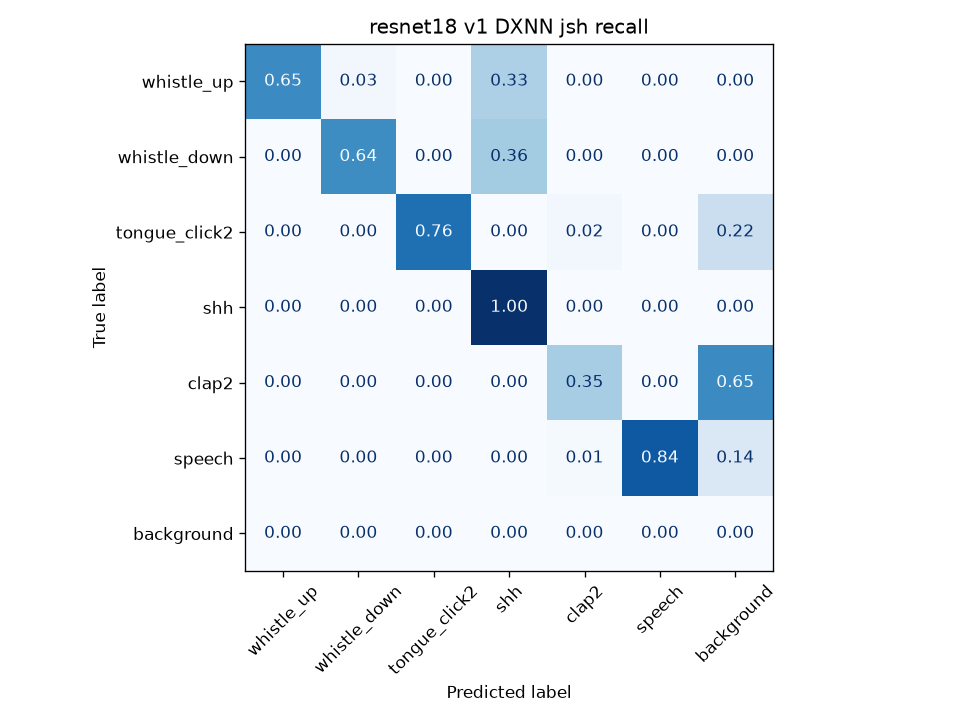 resnet18 v1 DXNN jsh recall
True label
whistle_up 0.65 0.03 0.00 0.33 0.00 0.00 0.00
whistle_down 0.00 0.64 0.00 0.36 0.00 0.00 0.00
tongue_click2 0.00 0.00 0.76 0.00 0.02 0.00 0.22
shh 0.00 0.00 0.00 1.00 0.00 0.00 0.00
clap2 0.00 0.00 0.00 0.00 0.35 0.00 0.65
speech 0.00 0.00 0.00 0.00 0.01 0.84 0.14
background 0.00 0.00 0.00 0.00 0.00 0.00 0.00
whistle_up whistle_down tongue_click2 shh clap2 speech background
Predicted label